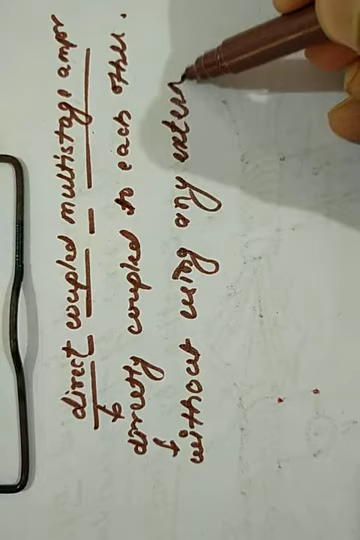 direct coupled multistage ampr
directly coupled to each other.
without using any extern